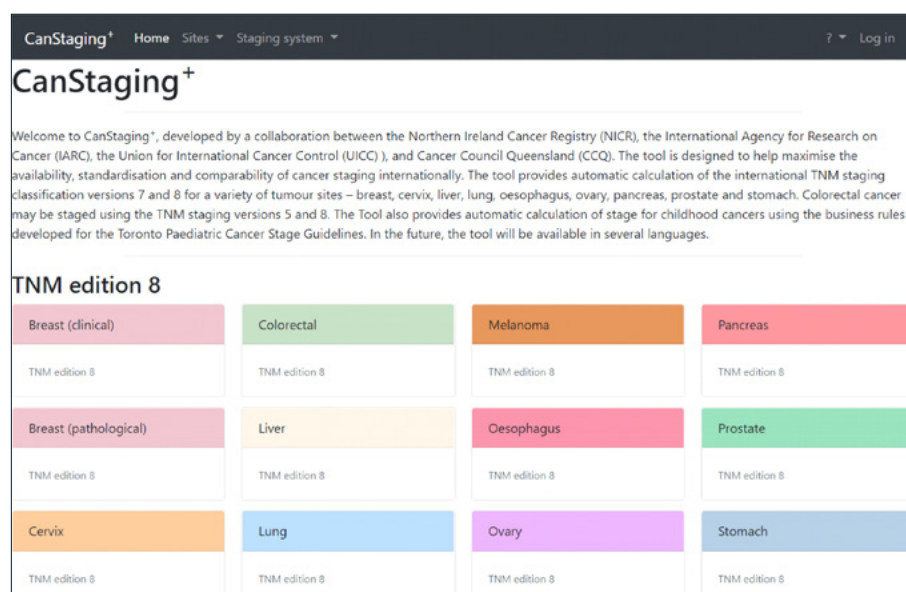 CanStaging⁺ Home Sites Staging system ? Log in
CanStaging⁺
Welcome to CanStaging⁺, developed by a collaboration between the Northern Ireland Cancer Registry (NICR), the International Agency for Research on
Cancer (IARC), the Union for International Cancer Control (UICC) ), and Cancer Council Queensland (CCQ). The tool is designed to help maximise the
availability, standardisation and comparability of cancer staging internationally. The tool provides automatic calculation of the international TNM staging
classification versions 7 and 8 for a variety of tumour sites – breast, cervix, liver, lung, oesophagus, ovary, pancreas, prostate and stomach. Colorectal cancer
may be staged using the TNM staging versions 5 and 8. The Tool also provides automatic calculation of stage for childhood cancers using the business rules
developed for the Toronto Paediatric Cancer Stage Guidelines. In the future, the tool will be available in several languages.
TNM edition 8
Breast (clinical) Colorectal Melanoma Pancreas
TNM edition 8 TNM edition 8 TNM edition 8 TNM edition 8
Breast (pathological) Liver Oesophagus Prostate
TNM edition 8 TNM edition 8 TNM edition 8 TNM edition 8
Cervix Lung Ovary Stomach
TNM edition 8 TNM edition 8 TNM edition 8 TNM edition 8